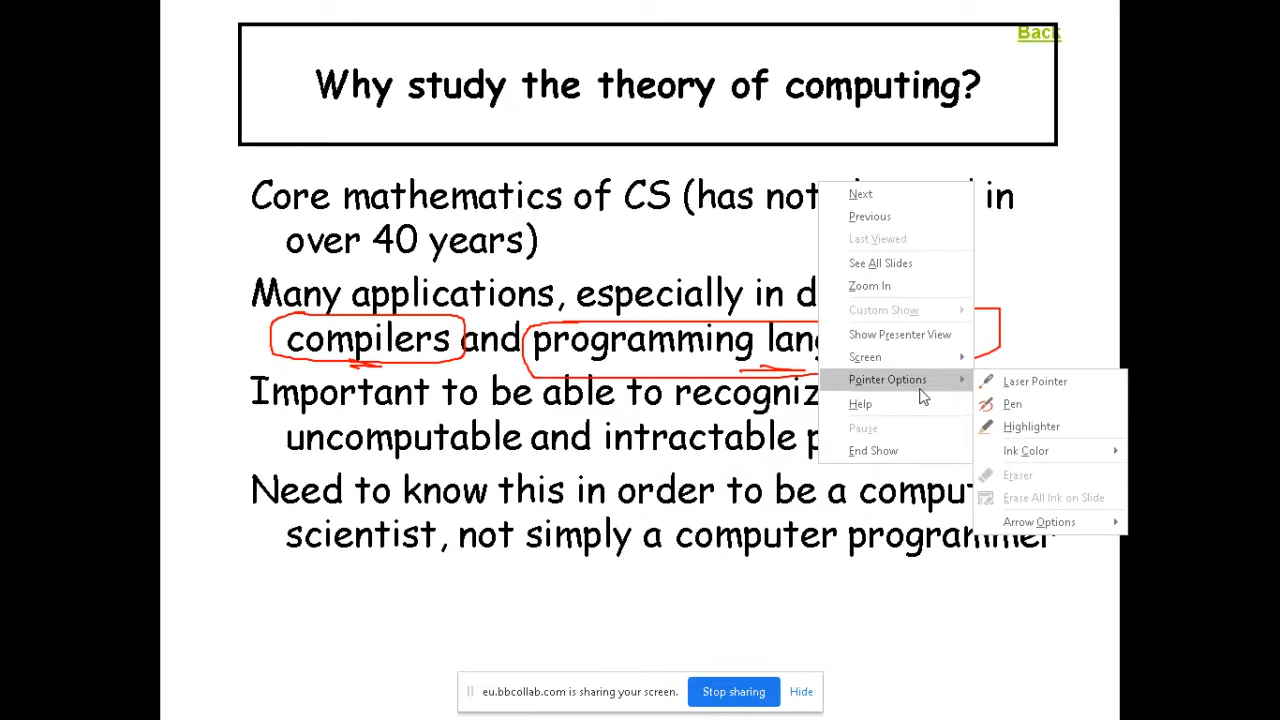 Back
Why study the theory of computing?
Core mathematics of CS (has not in
over 40 years)
Many applications, especially in
compilers and programming
Important to be able to
uncomputable and intractable
Need to know this in order to be a
scientist, not simply a computer programmer
Next
Previous
Last Viewed
See All Slides
Zoom In
Custom Show
Show Presenter View
Screen
Pointer Options
Help
Pause
End Show
Laser Pointer
Pen
Highlighter
Ink Color
Eraser
Erase All Ink on Slide
Arrow Options
eu.bbcollab.com is sharing your screen. Stop sharing Hide